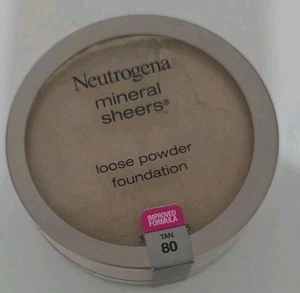 Neutrogena
mineral
sheers®
loose powder
foundation
IMPROVED
FORMULA
TAN
80